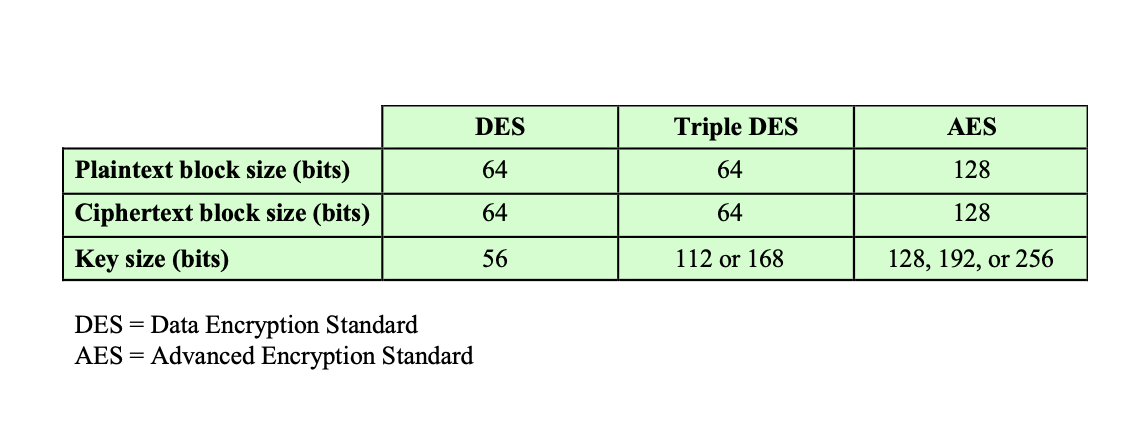 DES Triple DES AES
Plaintext block size (bits) 64 64 128
Ciphertext block size (bits) 64 64 128
Key size (bits) 56 112 or 168 128, 192, or 256
DES = Data Encryption Standard
AES = Advanced Encryption Standard